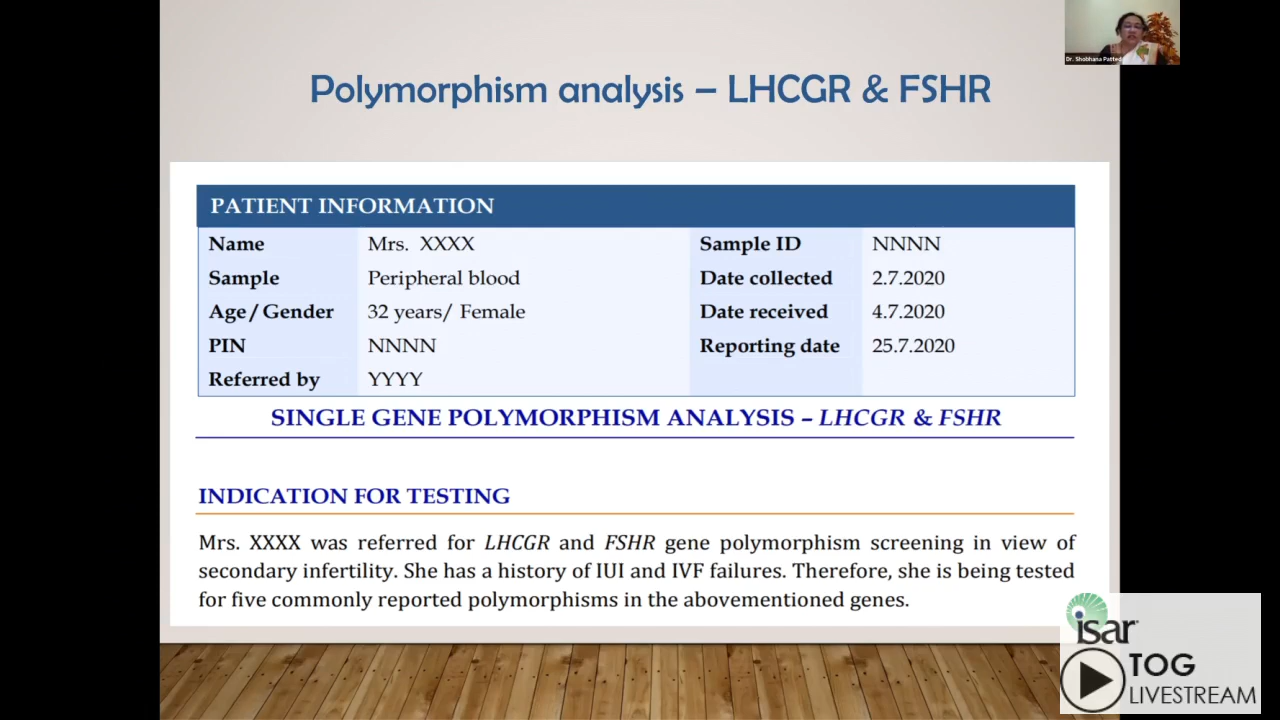 Dr. Shobhana Patted
Polymorphism analysis – LHCGR & FSHR
PATIENT INFORMATION
Name Mrs. XXXX Sample ID NNNN
Sample Peripheral blood Date collected 2.7.2020
Age / Gender 32 years/ Female Date received 4.7.2020
PIN NNNN Reporting date 25.7.2020
Referred by YYYY
SINGLE GENE POLYMORPHISM ANALYSIS – LHCGR & FSHR
INDICATION FOR TESTING
Mrs. XXXX was referred for LHCGR and FSHR gene polymorphism screening in view of
secondary infertility. She has a history of IUI and IVF failures. Therefore, she is being tested
for five commonly reported polymorphisms in the abovementioned genes.
isar
TOG
LIVESTREAM